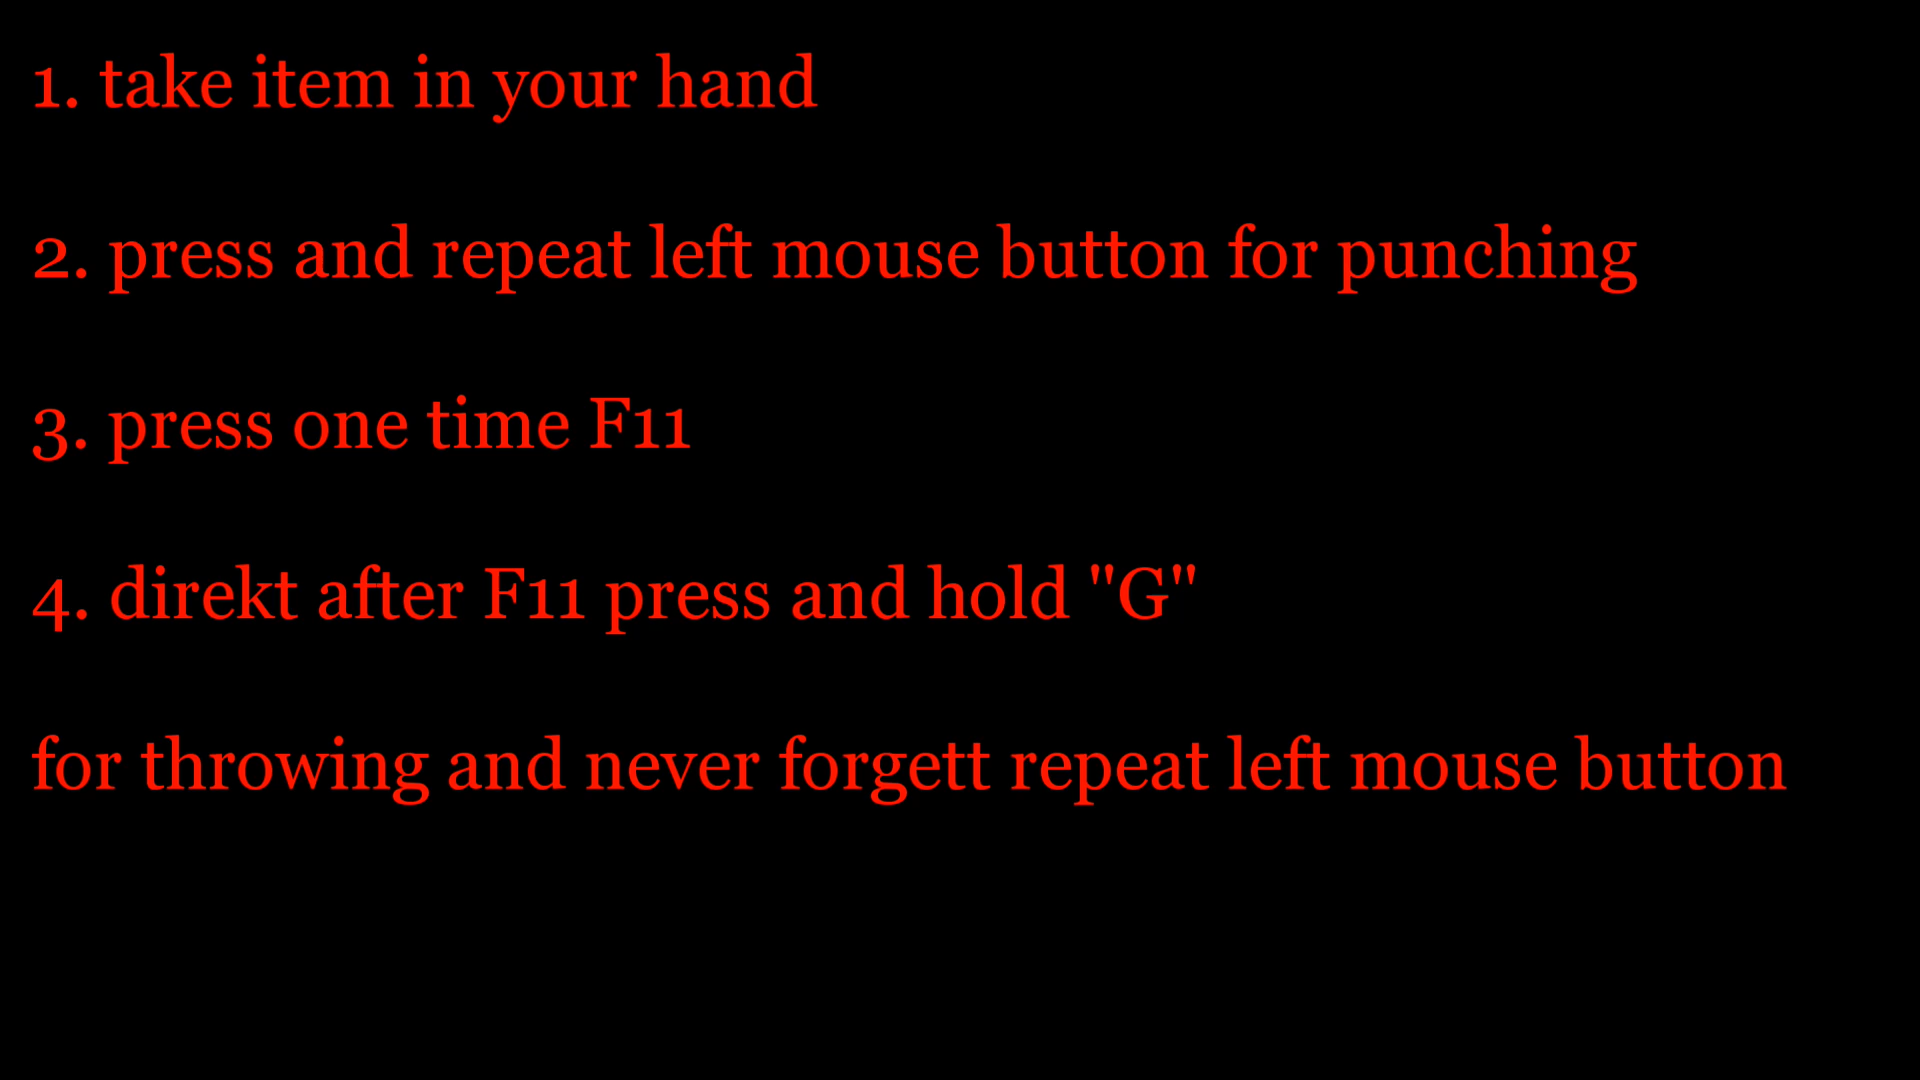 1. take item in your hand
2. press and repeat left mouse button for punching
3. press one time F11
4. direkt after F11 press and hold "G"
for throwing and never forgett repeat left mouse button